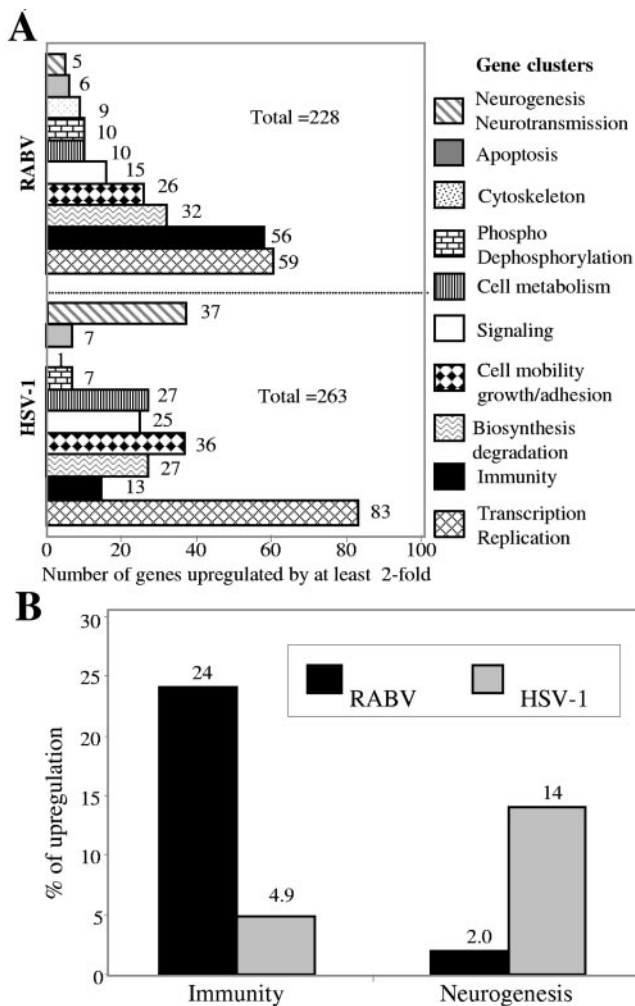 A
Gene clusters
Neurogenesis
Neurotransmission
Apoptosis
Cytoskeleton
Phospho
Dephosphorylation
Cell metabolism
Signaling
Cell mobility
growth/adhesion
Biosynthesis
degradation
Immunity
Transcription
Replication
RABV
5
6
9
10
10
15
26
32
56
59
Total =228
HSV-1
37
7
1
7
27
25
36
27
13
83
Total =263
0 20 40 60 80 100
Number of genes upregulated by at least 2-fold
B
% of upregulation
30
25
20
15
10
5
0
24
4.9
2.0
14
RABV
HSV-1
Immunity
Neurogenesis